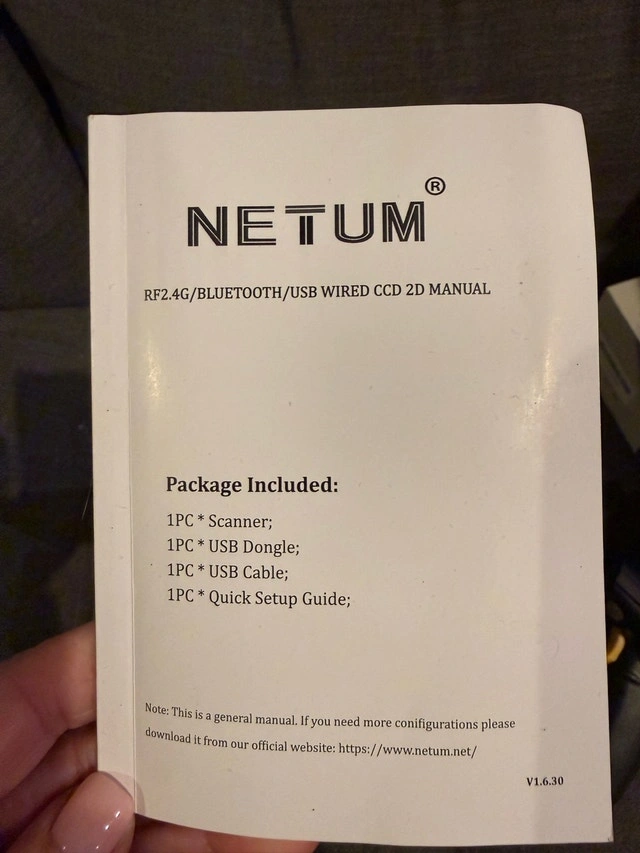 NETUM®
RF2.4G/BLUETOOTH/USB WIRED CCD 2D MANUAL
Package Included:
1PC * Scanner;
1PC * USB Dongle;
1PC * USB Cable;
1PC * Quick Setup Guide;
Note: This is a general manual. If you need more conifigurations please
download it from our official website: https://www.netum.net/
V1.6.30